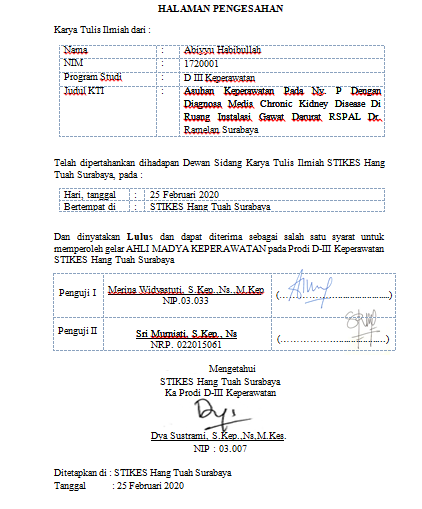 HALAMAN PENGESAHAN
Karya Tulis Ilmiah dari :
Nama : Abiyyu Habibullah
NIM : 1720001
Program Studi : D III Keperawatan
Judul KTI : Asuhan Keperawatan Pada Ny. P Dengan
Diagnosa Medis Chronic Kidney Disease Di
Ruang Instalasi Gawat Darurat RSPAL Dr.
Ramelan Surabaya
Telah dipertahankan dihadapan Dewan Sidang Karya Tulis Ilmiah STIKES Hang
Tuah Surabaya, pada :
Hari, tanggal : 25 Februari 2020
Bertempat di : STIKES Hang Tuah Surabaya
Dan dinyatakan Lulus dan dapat diterima sebagai salah satu syarat untuk
memperoleh gelar AHLI MADYA KEPERAWATAN pada Prodi D-III Keperawatan
STIKES Hang Tuah Surabaya
Penguji I Merina Widyastuti, S.Kep.,Ns.,M.Kep
NIP.03.033
(......................................)
Penguji II Sri Murniati, S.Kep., Ns
NRP. 022015061
(......................................)
Mengetahui
STIKES Hang Tuah Surabaya
Ka Prodi D-III Keperawatan
Dya Sustrami, S.Kep.,Ns,M.Kes.
NIP : 03.007
Ditetapkan di : STIKES Hang Tuah Surabaya
Tanggal : 25 Februari 2020